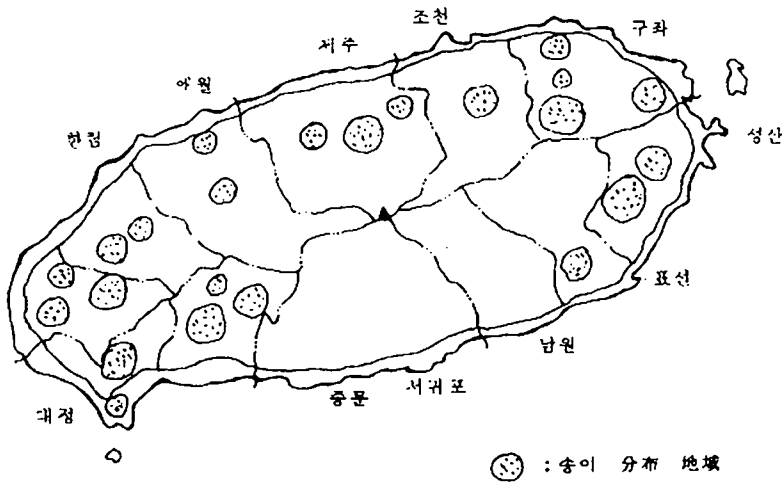 조천
구좌
제주
애월
성산
한림
표선
남원
서귀포
중문
대정
: 송이 分布 地域